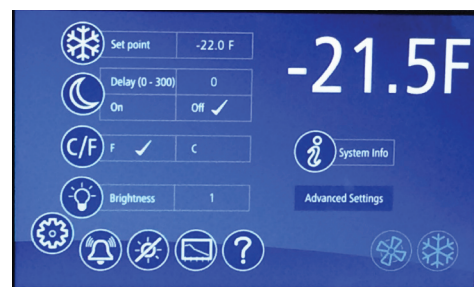 Set point -22.0 F
-21.5F
Delay (0 - 300) 0
On Off ✓
C/F F ✓ C
System Info
Brightness 1
Advanced Settings
?